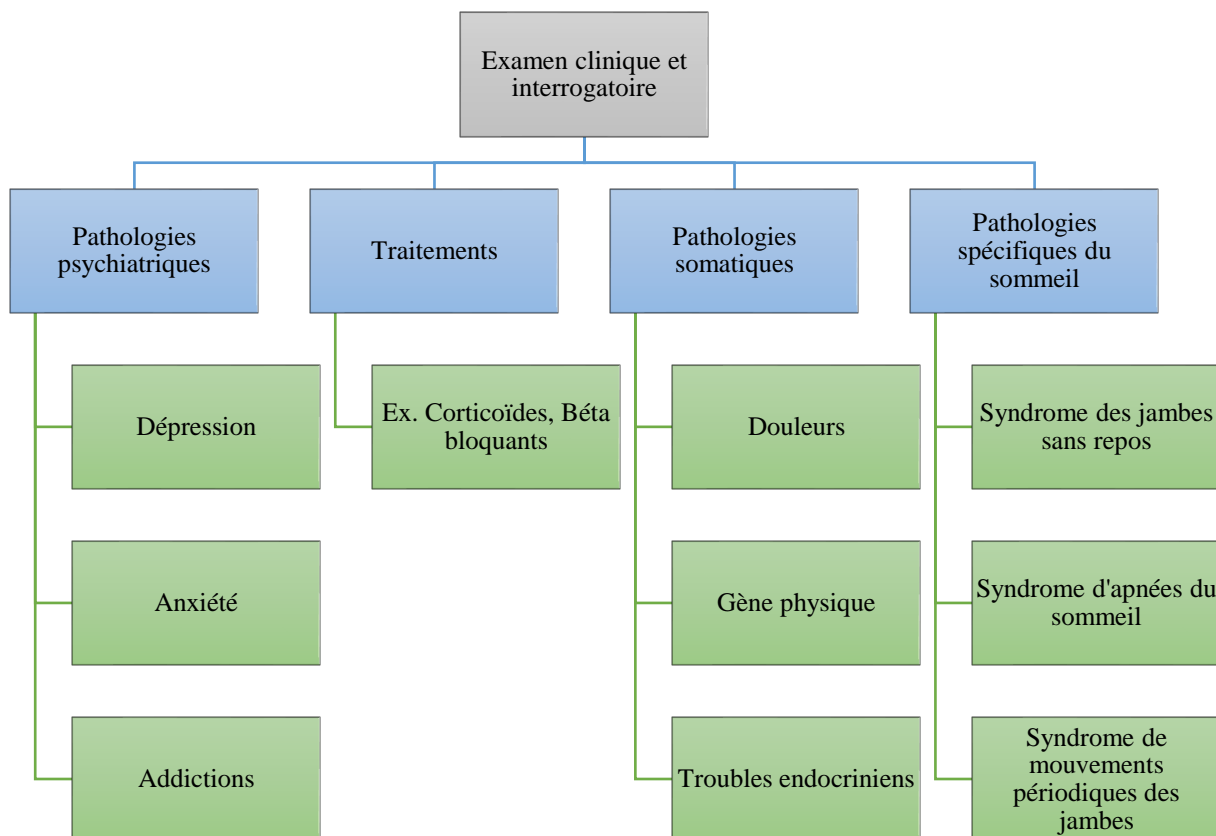 Examen clinique et
interrogatoire
Pathologies
psychiatriques
Dépression
Anxiété
Addictions
Traitements
Ex. Corticoïdes, Béta
bloquants
Pathologies
somatiques
Douleurs
Gène physique
Troubles endocriniens
Pathologies
spécifiques du
sommeil
Syndrome des jambes
sans repos
Syndrome d'apnées du
sommeil
Syndrome de
mouvements
périodiques des
jambes